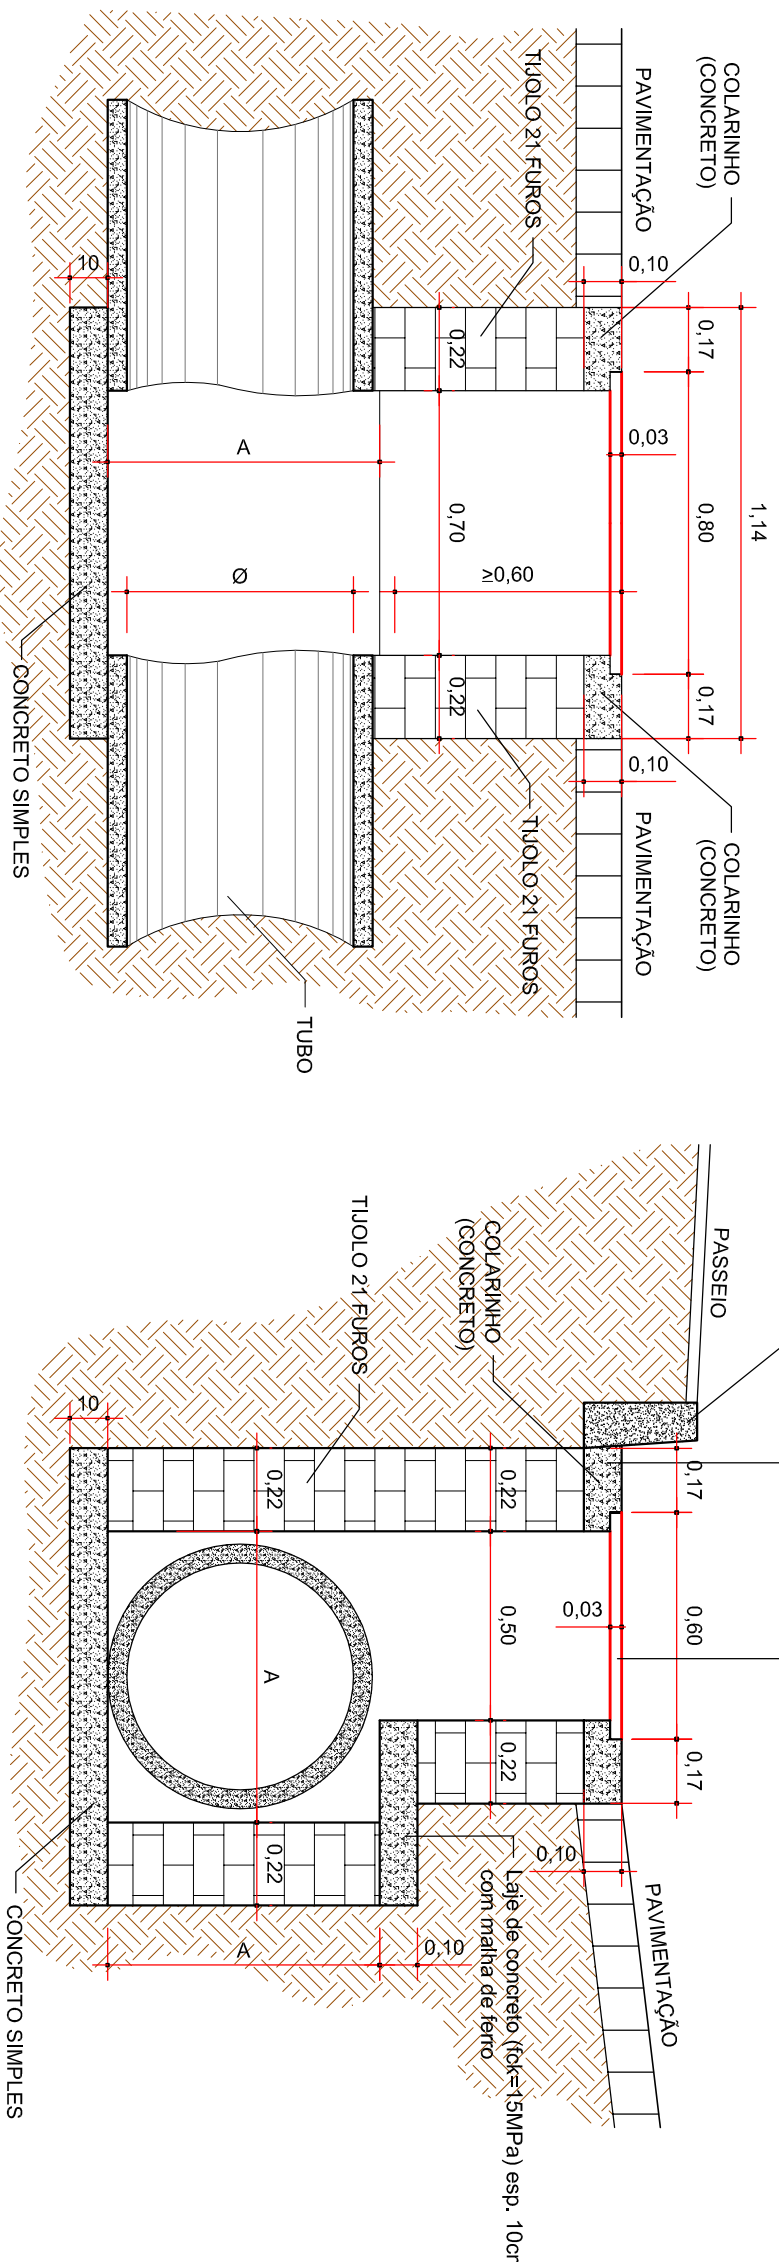 COLARINHO
(CONCRETO)
PAVIMENTAÇÃO
TIJOLO 21 FUROS
0,10
0,17
0,03
0,80
1,14
0,17
0,10
0,22
0,70
0,22
≥0,60
A
Ø
10
COLARINHO
(CONCRETO)
PAVIMENTAÇÃO
TIJOLO 21 FUROS
CONCRETO SIMPLES
TUBO
PASSEIO
COLARINHO
(CONCRETO)
TIJOLO 21 FUROS
0,17
0,60
0,17
0,03
0,22
0,50
0,22
0,10
10
0,22
A
0,22
A
0,10
PAVIMENTAÇÃO
Laje de concreto (fck=15MPa) esp. 10cm
com malha de ferro
CONCRETO SIMPLES